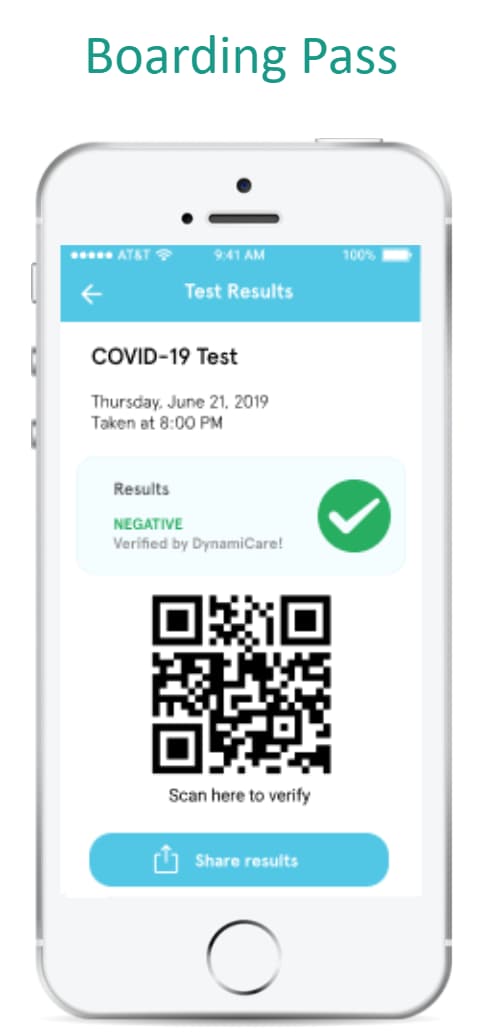 Boarding Pass
AT&T 9:41 AM 100%
Test Results
COVID-19 Test
Thursday, June 21, 2019
Taken at 8:00 PM
Results
NEGATIVE
Verified by DynamiCare!
Scan here to verify
Share results